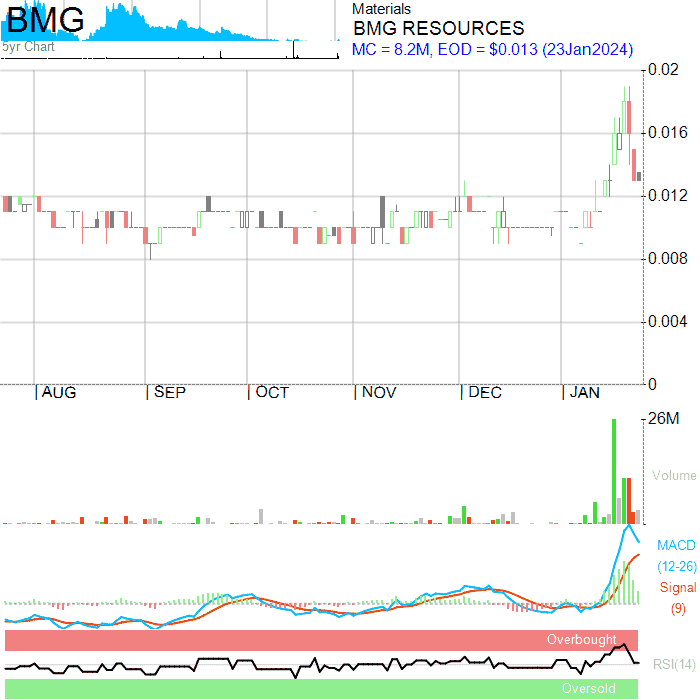 BMG
5yr Chart
Materials
BMG RESOURCES
MC = 8.2M, EOD = $0.013 (23Jan2024)
0.02
0.016
0.012
0.008
0.004
0
AUG SEP OCT NOV DEC JAN
26M
Volume
MACD
(12-26)
Signal
(9)
Overbought
RSI(14)
Oversold